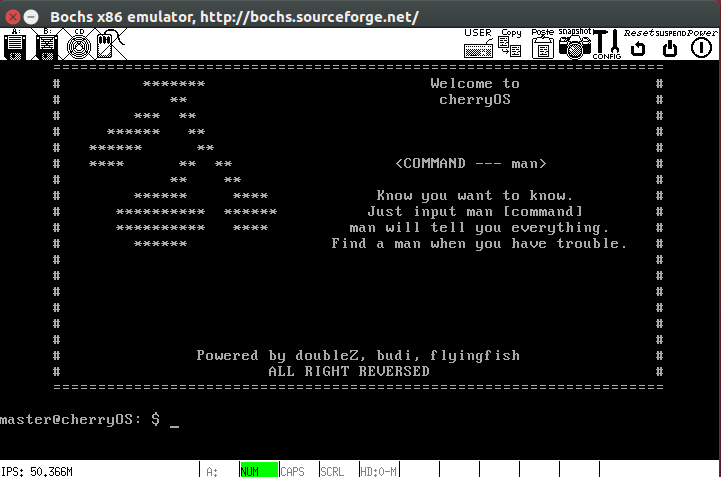 Bochs x86 emulator, http://bochs.sourceforge.net/
A: B: CD USER Copy Paste snapshot CONFIG Reset SUSPEND Power
====================================================================
# ******* Welcome to #
# ** cherryOS #
# *** ** #
# ****** ** #
# ****** ** #
# **** ** ** <COMMAND --- man> #
# ** ** #
# ****** **** Know you want to know. #
# ********** ****** Just input man [command] #
# ********** **** man will tell you everything. #
# ****** Find a man when you have trouble. #
# #
# #
# #
# #
# #
# #
# Powered by doubleZ, budi, flyingfish #
# ALL RIGHT REVERSED #
====================================================================
master@cherryOS: $ _
IPS: 50.366M A: NUM CAPS SCRL HD:0-M